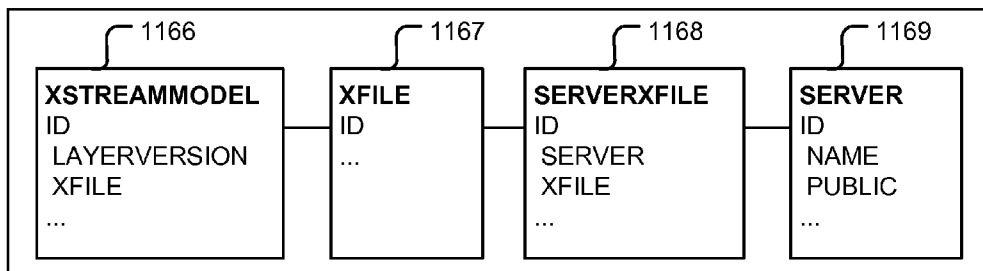 1166
1167
1168
1169
XSTREAMMODEL
ID
LAYERVERSION
XFILE
...
XFILE
ID
...
SERVERXFILE
ID
SERVER
XFILE
...
SERVER
ID
NAME
PUBLIC
...